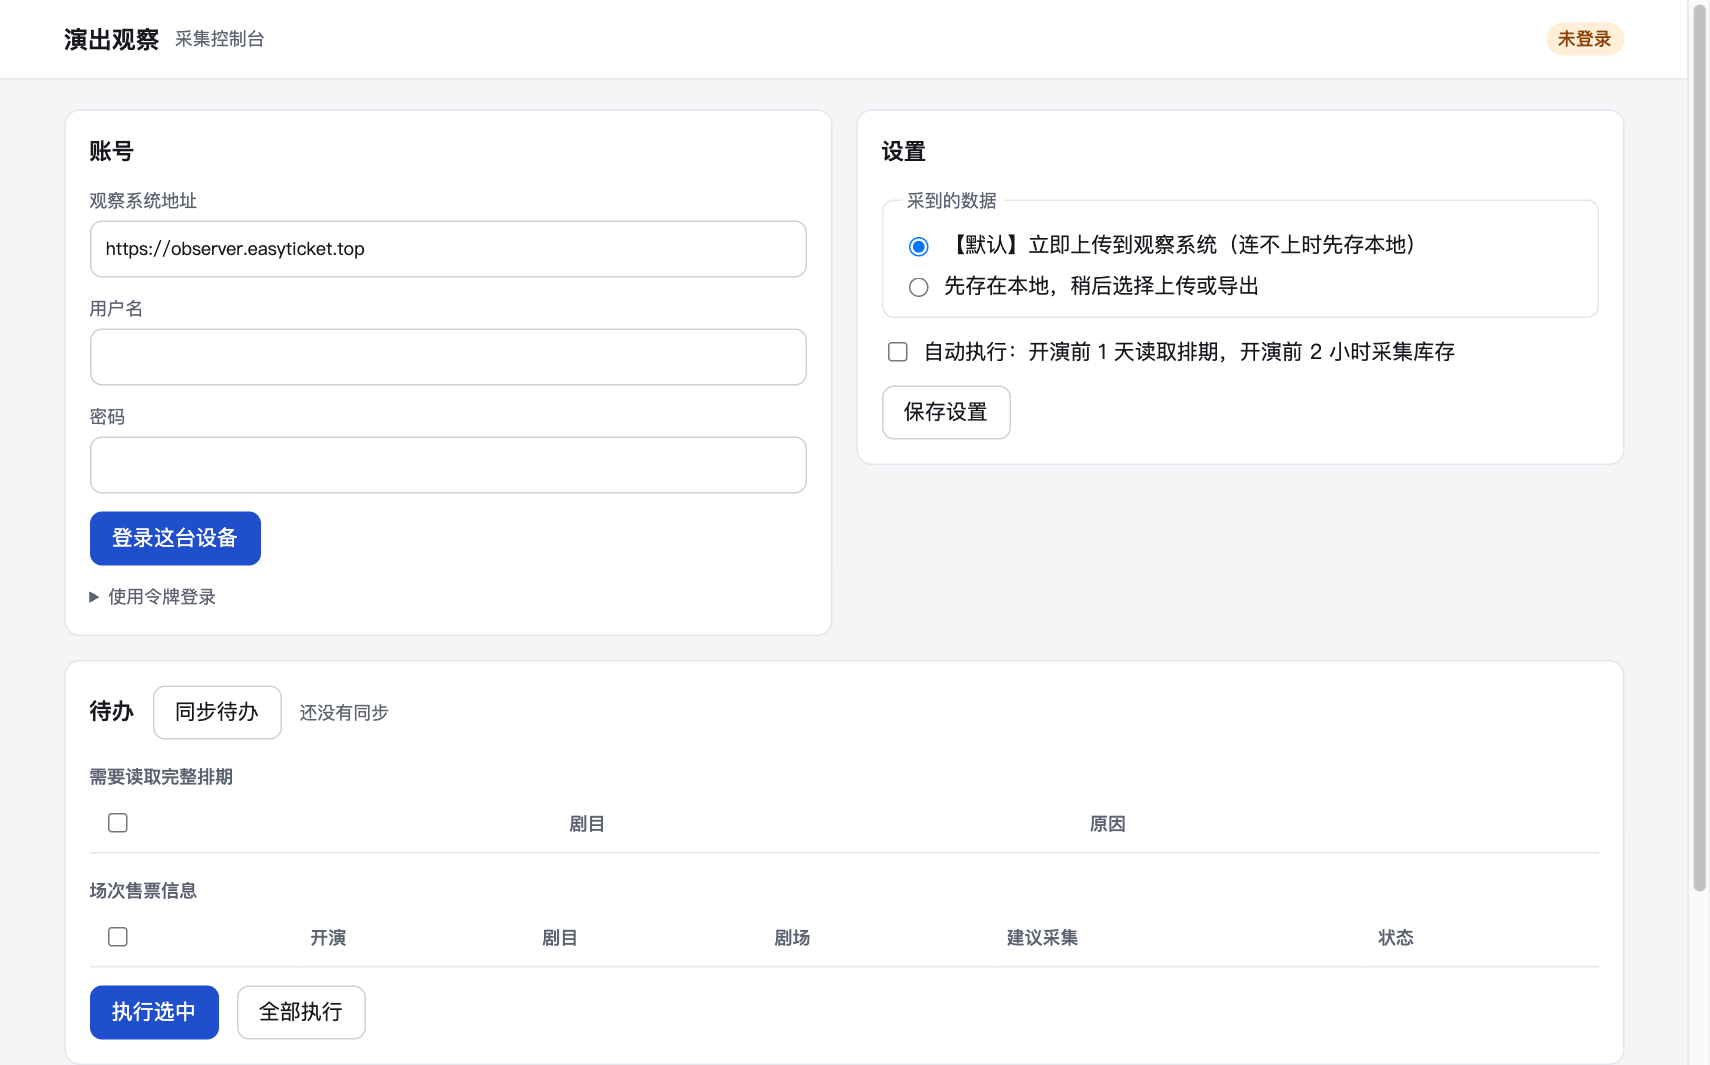 演出观察 采集控制台 未登录
账号
观察系统地址
https://observer.easyticket.top
用户名
密码
登录这台设备
使用令牌登录
设置
采到的数据
【默认】立即上传到观察系统（连不上时先存本地）
先存在本地，稍后选择上传或导出
自动执行：开演前 1 天读取排期，开演前 2 小时采集库存
保存设置
待办 同步待办 还没有同步
需要读取完整排期
剧目 原因
场次售票信息
开演 剧目 剧场 建议采集 状态
执行选中 全部执行